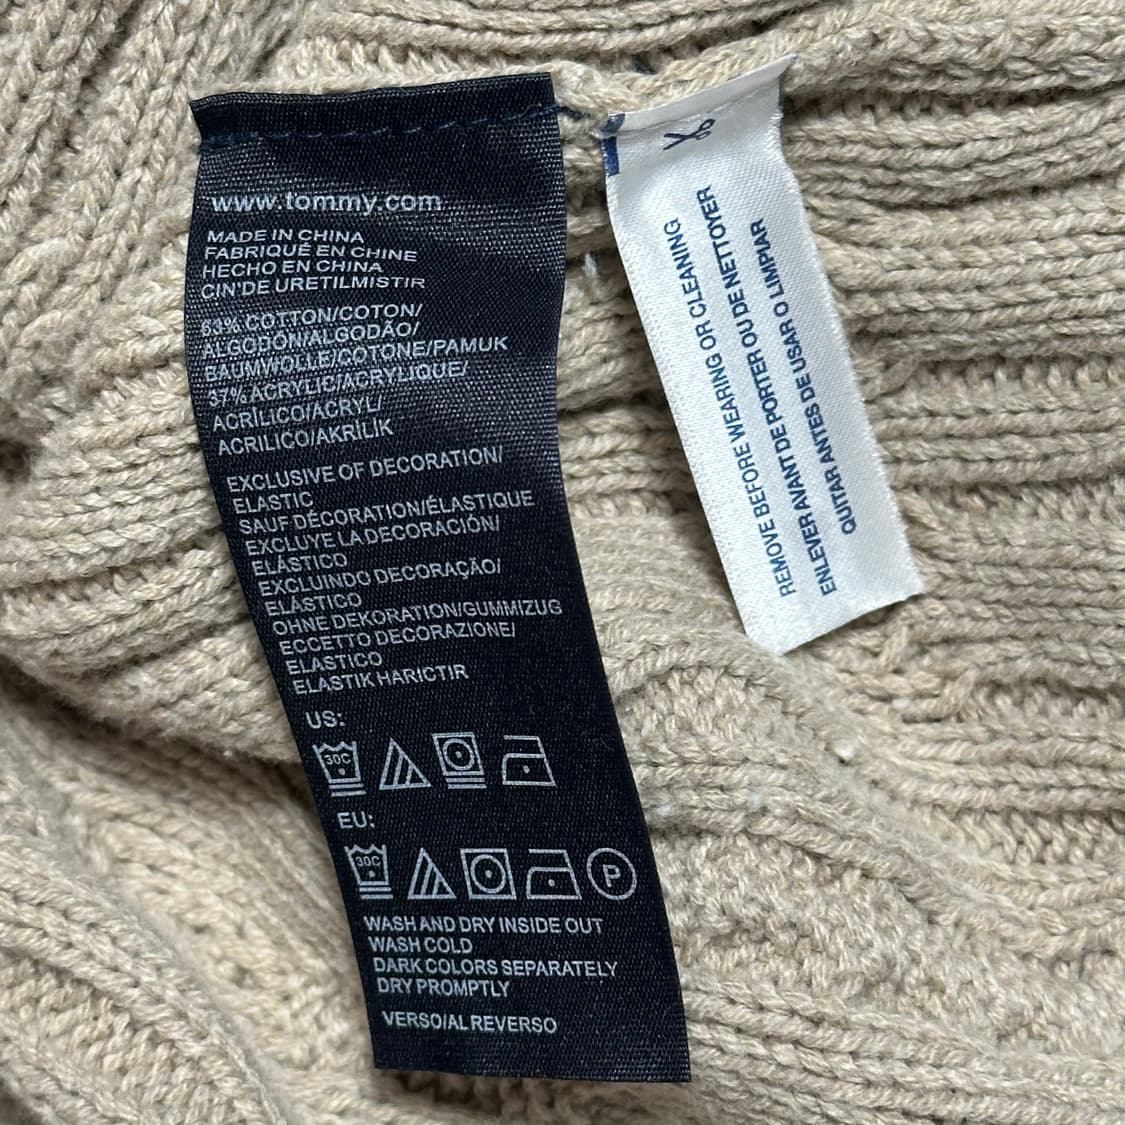 www.tommy.com
MADE IN CHINA
FABRIQUÉ EN CHINE
HECHO EN CHINA
CIN'DE URETILMISTIR
63% COTTON/COTON/
ALGODON/ALGODÃO/
BAUMWOLLE/COTONE/PAMUK
37% ACRYLIC/ACRYLIQUE/
ACRÍLICO/ACRYL/
ACRILICO/AKRİLİK
EXCLUSIVE OF DECORATION/
ELASTIC
SAUF DÉCORATION/ÉLASTIQUE
EXCLUYE LA DECORACIÓN/
ELÁSTICO
EXCLUINDO DECORAÇÃO/
ELÁSTICO
OHNE DEKORATION/GUMMIZUG
ECCETTO DECORAZIONE/
ELASTICO
ELASTIK HARICTIR
US:
30C
EU:
30C
P
WASH AND DRY INSIDE OUT
WASH COLD
DARK COLORS SEPARATELY
DRY PROMPTLY
VERSO/AL REVERSO
REMOVE BEFORE WEARING OR CLEANING
ENLEVER AVANT DE PORTER OU DE NETTOYER
QUITAR ANTES DE USAR O LIMPIAR